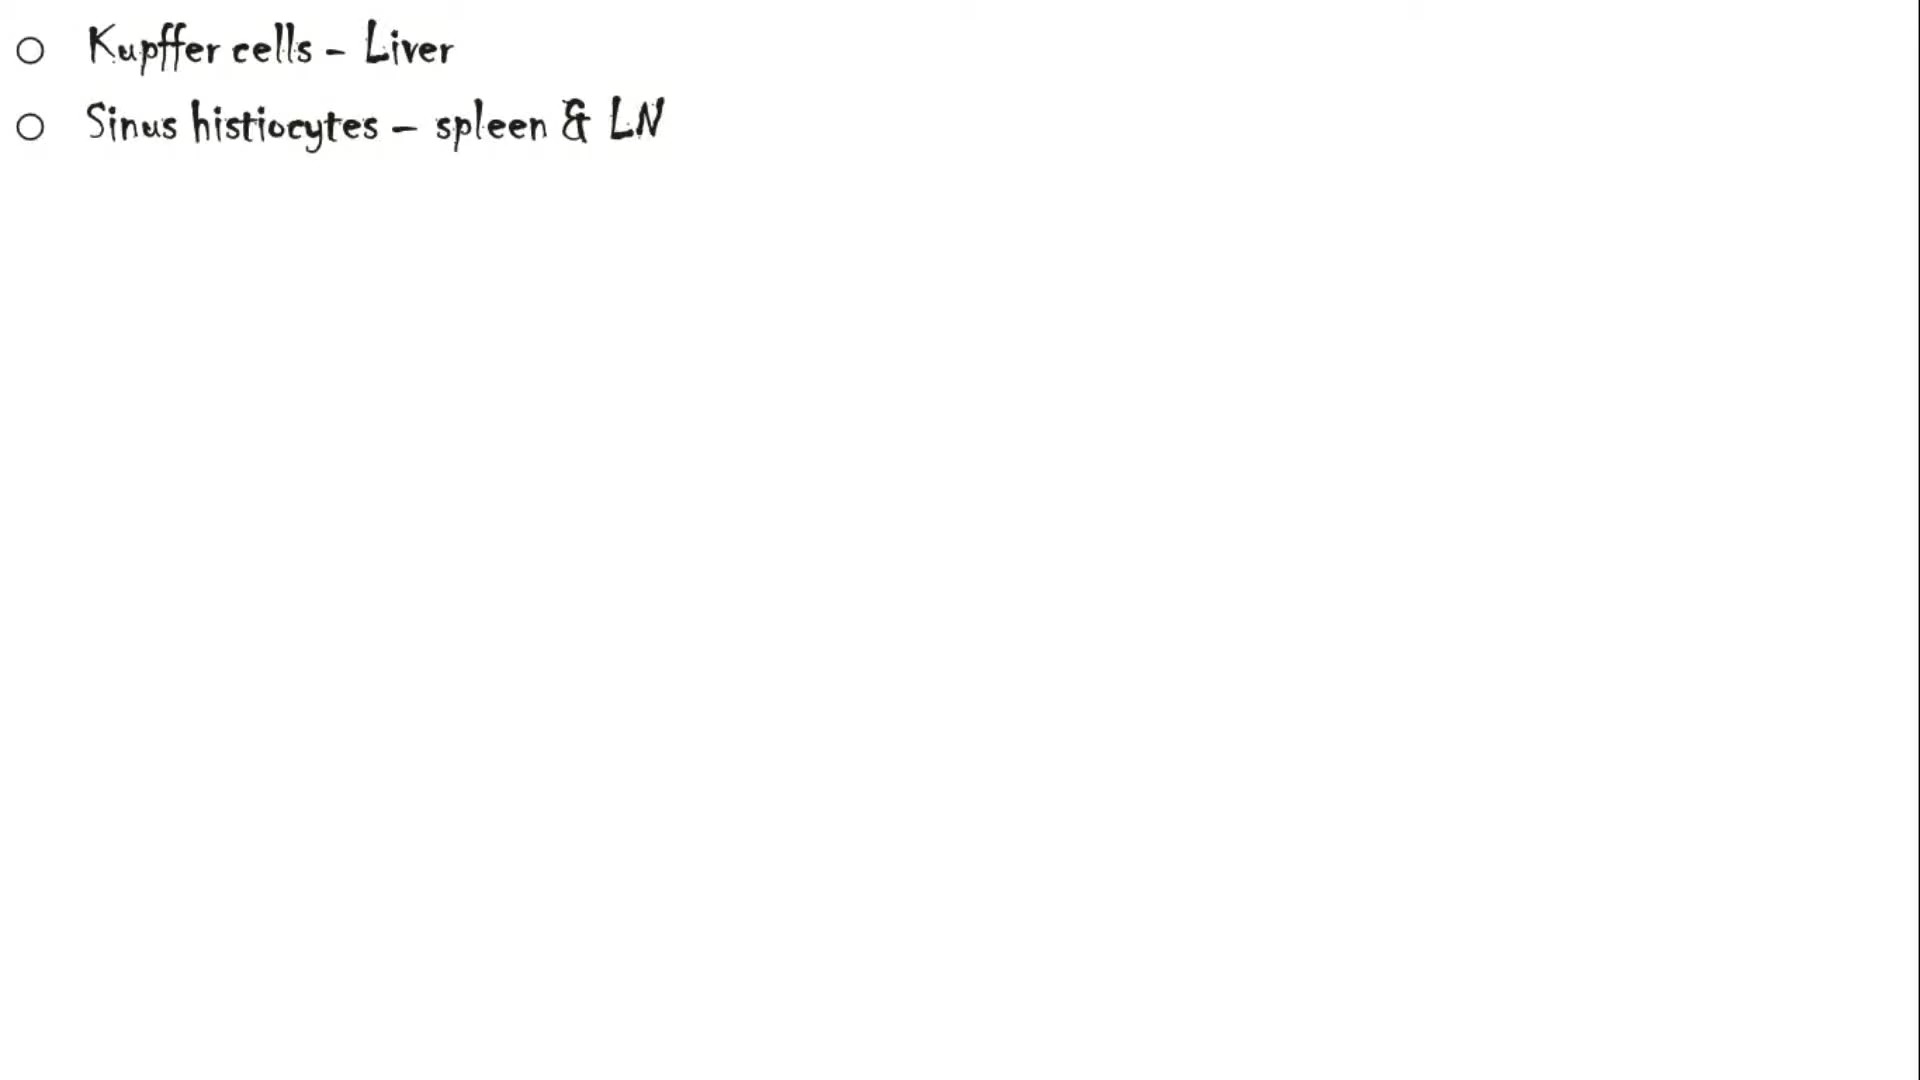 ○ Kupffer cells – Liver
○ Sinus histiocytes – spleen & LN